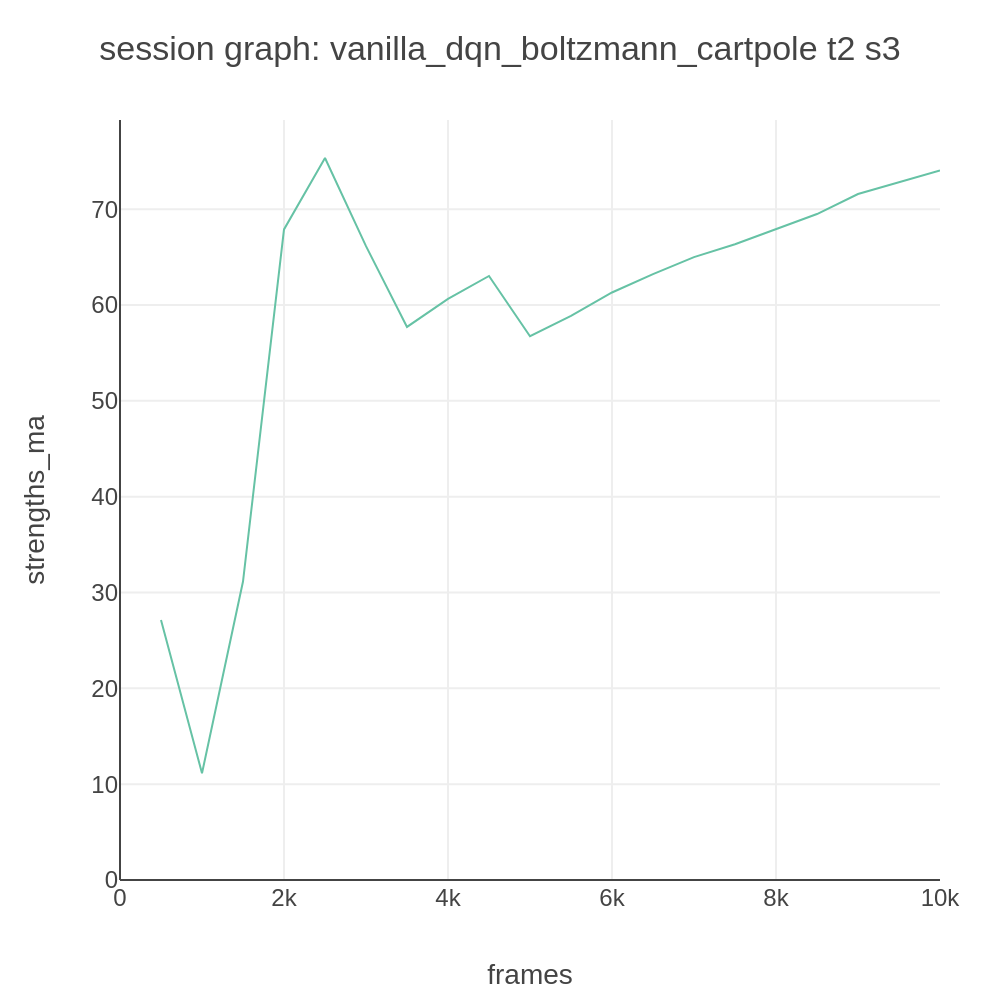 session graph: vanilla_dqn_boltzmann_cartpole t2 s3
strengths_ma
70
60
50
40
30
20
10
0
0 2k 4k 6k 8k 10k
frames